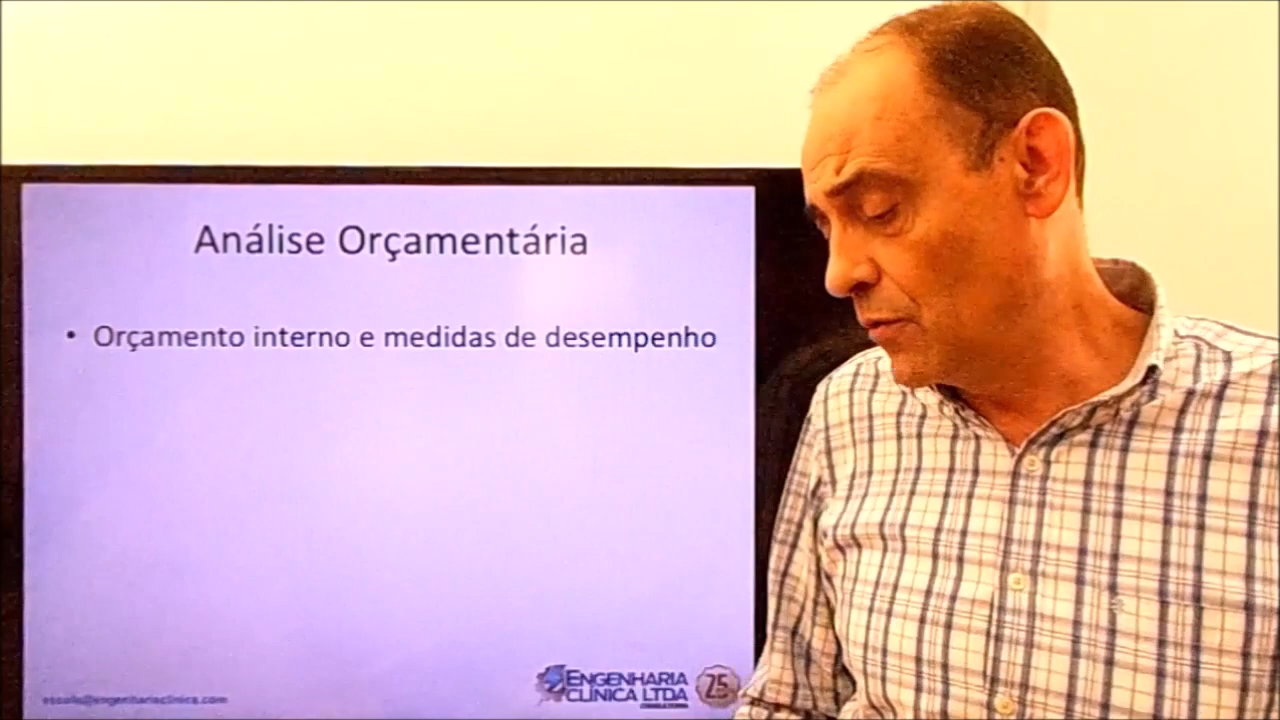 Análise Orçamentária
• Orçamento interno e medidas de desempenho
ENGENHARIA
CLÍNICA LTDA
25